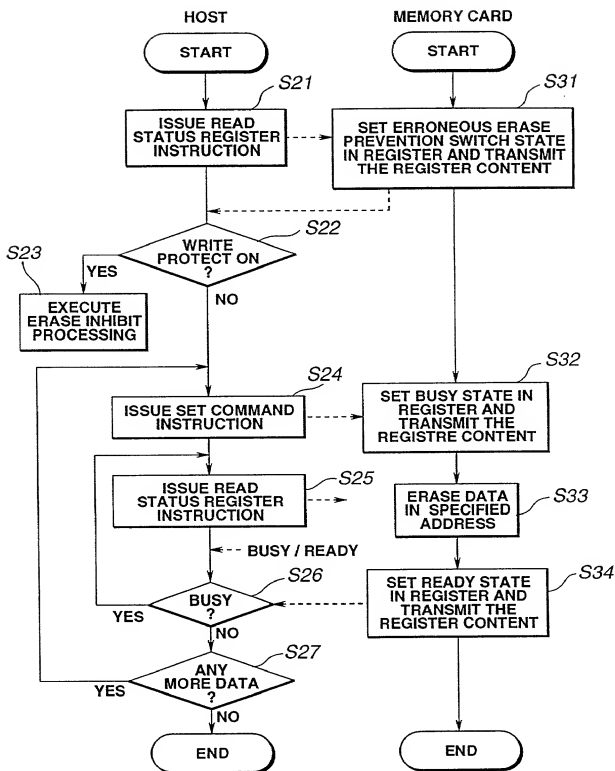 HOST
MEMORY CARD
START
START
S21
S31
ISSUE READ
STATUS REGISTER
INSTRUCTION
SET ERRONEOUS ERASE
PREVENTION SWITCH STATE
IN REGISTER AND TRANSMIT
THE REGISTER CONTENT
S22
WRITE
PROTECT ON
?
S23
YES
NO
EXECUTE
ERASE INHIBIT
PROCESSING
S24
S32
ISSUE SET COMMAND
INSTRUCTION
SET BUSY STATE IN
REGISTER AND
TRANSMIT THE
REGISTRE CONTENT
S25
ISSUE READ
STATUS REGISTER
INSTRUCTION
S33
ERASE DATA
IN SPECIFIED
ADDRESS
BUSY / READY
S26
S34
BUSY
?
YES
NO
SET READY STATE
IN REGISTER AND
TRANSMIT THE
REGISTER CONTENT
S27
ANY
MORE DATA
?
YES
NO
END
END